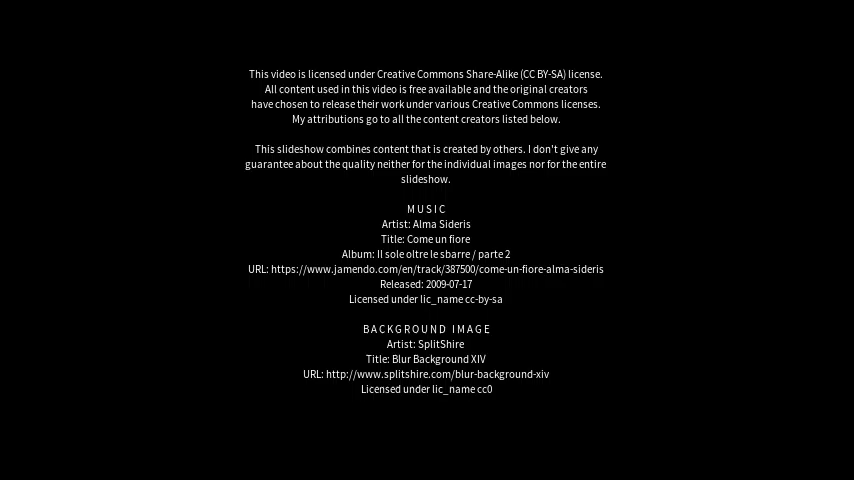 This video is licensed under Creative Commons Share-Alike (CC BY-SA) license.
All content used in this video is free available and the original creators
have chosen to release their work under various Creative Commons licenses.
My attributions go to all the content creators listed below.
This slideshow combines content that is created by others. I don't give any
guarantee about the quality neither for the individual images nor for the entire
slideshow.
MUSIC
Artist: Alma Sideris
Title: Come un fiore
Album: Il sole oltre le sbarre / parte 2
URL: https://www.jamendo.com/en/track/387500/come-un-fiore-alma-sideris
Released: 2009-07-17
Licensed under lic_name cc-by-sa
BACKGROUND IMAGE
Artist: SplitShire
Title: Blur Background XIV
URL: http://www.splitshire.com/blur-background-xiv
Licensed under lic_name cc0